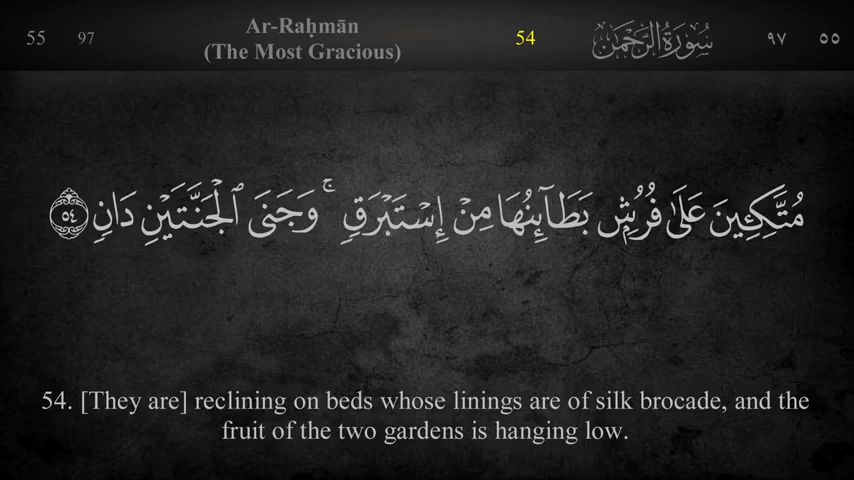 55 97 Ar-Raḥmān 54 سُورَةُ الرَّحْمَٰن ٩٧ ٥٥
(The Most Gracious)
مُتَّكِـِٔينَ عَلَىٰ فُرُشٍۭ بَطَآئِنُهَا مِنْ إِسْتَبْرَقٍۢ ۚ وَجَنَى ٱلْجَنَّتَيْنِ دَانٍۢ ٥٤
54. [They are] reclining on beds whose linings are of silk brocade, and the
fruit of the two gardens is hanging low.